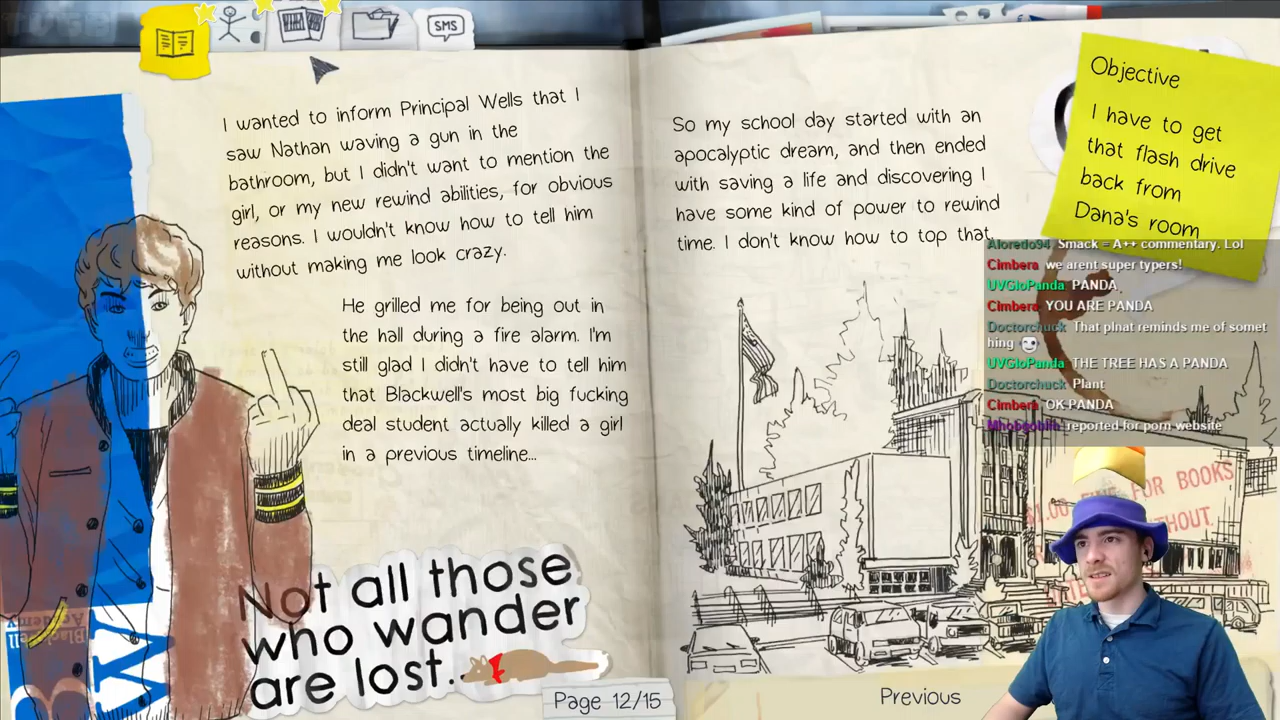 SMS
I wanted to inform Principal Wells that I
saw Nathan waving a gun in the
bathroom, but I didn't want to mention the
girl, or my new rewind abilities, for obvious
reasons. I wouldn't know how to tell him
without making me look crazy.
He grilled me for being out in
the hall during a fire alarm. I'm
still glad I didn't have to tell him
that Blackwell's most big fucking
deal student actually killed a girl
in a previous timeline...
Not all those
who wander
are lost.
Page 12/15
So my school day started with an
apocalyptic dream, and then ended
with saving a life and discovering I
have some kind of power to rewind
time. I don't know how to top that
Previous
Objective
I have to get
that flash drive
back from
Dana's room
Aloredo94 Smack = A++ commentary. Lol
Cimbera we arent super typers!
UVGloPanda PANDA
Cimbera YOU ARE PANDA
Doctorchuck That plnat reminds me of somet
hing
UVGloPanda THE TREE HAS A PANDA
Doctorchuck Plant
Cimbera OK PANDA
Mhobgoblin reported for porn website
$1.00 FINE FOR BOOKS